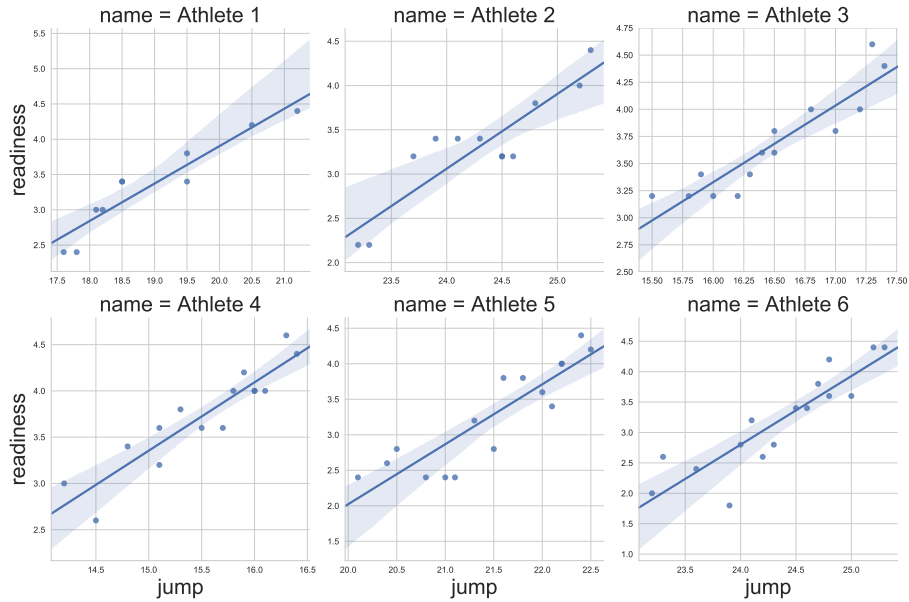 name = Athlete 1
name = Athlete 2
name = Athlete 3
readiness
5.5
5.0
4.5
4.0
3.5
3.0
2.5
17.5 18.0 18.5 19.0 19.5 20.0 20.5 21.0
4.5
4.0
3.5
3.0
2.5
2.0
23.5 24.0 24.5 25.0
4.75
4.50
4.25
4.00
3.75
3.50
3.25
3.00
2.75
2.50
15.50 15.75 16.00 16.25 16.50 16.75 17.00 17.25 17.50
name = Athlete 4
name = Athlete 5
name = Athlete 6
readiness
4.5
4.0
3.5
3.0
2.5
14.5 15.0 15.5 16.0 16.5
jump
4.5
4.0
3.5
3.0
2.5
2.0
1.5
20.0 20.5 21.0 21.5 22.0 22.5
jump
4.5
4.0
3.5
3.0
2.5
2.0
1.5
1.0
23.5 24.0 24.5 25.0
jump